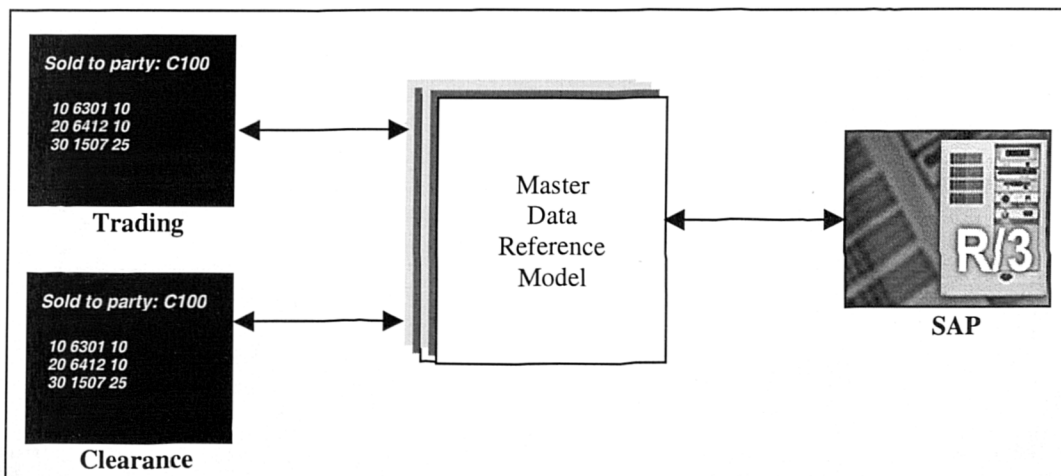 Sold to party: C100
10 6301 10
20 6412 10
30 1507 25
Trading
Sold to party: C100
10 6301 10
20 6412 10
30 1507 25
Clearance
Master
Data
Reference
Model
R/3
SAP